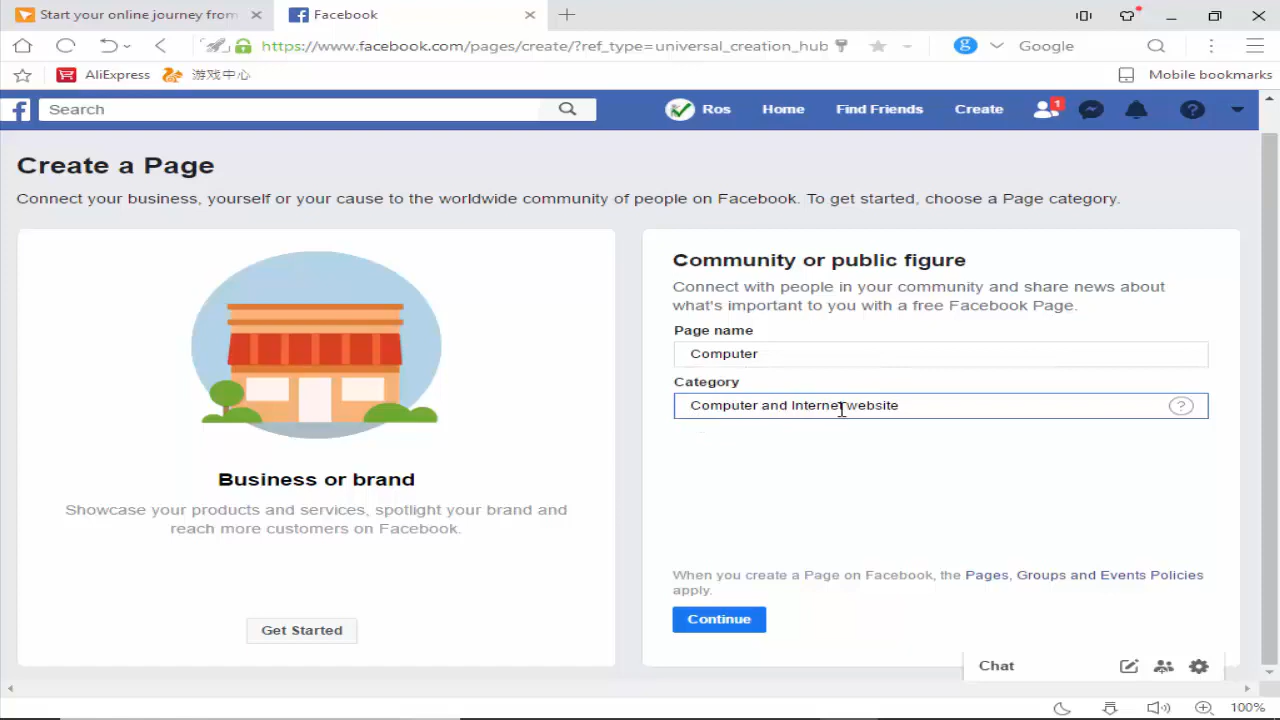 Start your online journey from
Facebook
https://www.facebook.com/pages/create/?ref_type=universal_creation_hub
Google
AliExpress
游戏中心
Mobile bookmarks
Search
Ros
Home
Find Friends
Create
1
Create a Page
Connect your business, yourself or your cause to the worldwide community of people on Facebook. To get started, choose a Page category.
Business or brand
Showcase your products and services, spotlight your brand and
reach more customers on Facebook.
Get Started
Community or public figure
Connect with people in your community and share news about
what's important to you with a free Facebook Page.
Page name
Computer
Category
Computer and Internet website
When you create a Page on Facebook, the Pages, Groups and Events Policies
apply.
Continue
Chat
100%